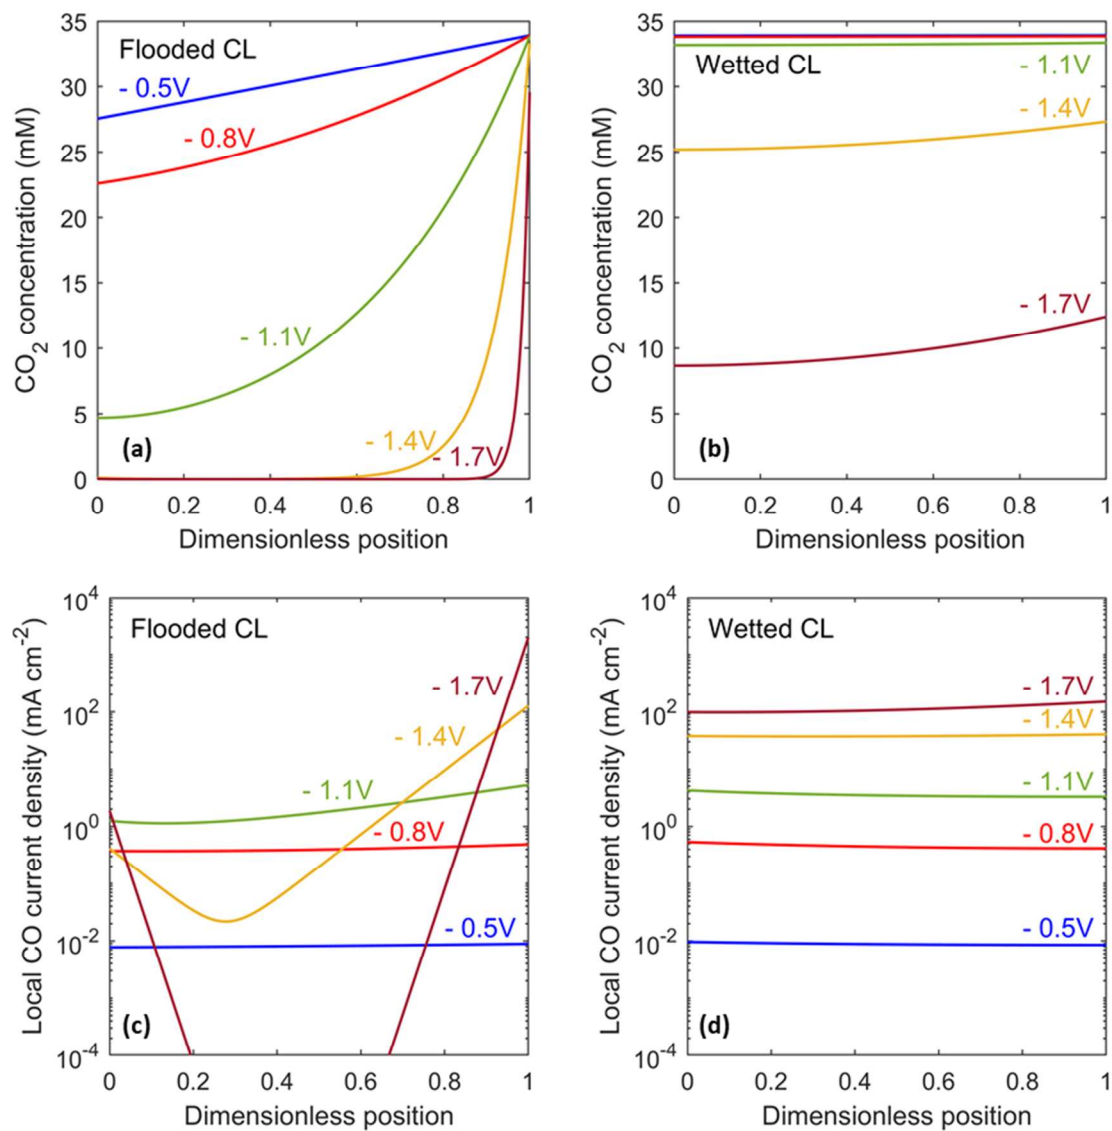 Flooded CL
- 0.5V
- 0.8V
- 1.1V
- 1.4V
- 1.7V
(a)
35
30
25
20
15
10
5
0
0
0.2
0.4
0.6
0.8
1
CO2 concentration (mM)
Dimensionless position
Wetted CL
- 1.1V
- 1.4V
- 1.7V
(b)
35
30
25
20
15
10
5
0
0
0.2
0.4
0.6
0.8
1
CO2 concentration (mM)
Dimensionless position
Flooded CL
- 1.7V
- 1.4V
- 1.1V
- 0.8V
- 0.5V
(c)
10^4
10^2
10^0
10^-2
10^-4
0
0.2
0.4
0.6
0.8
1
Local CO current density (mA cm^-2)
Dimensionless position
Wetted CL
- 1.7V
- 1.4V
- 1.1V
- 0.8V
- 0.5V
(d)
10^4
10^2
10^0
10^-2
10^-4
0
0.2
0.4
0.6
0.8
1
Local CO current density (mA cm^-2)
Dimensionless position